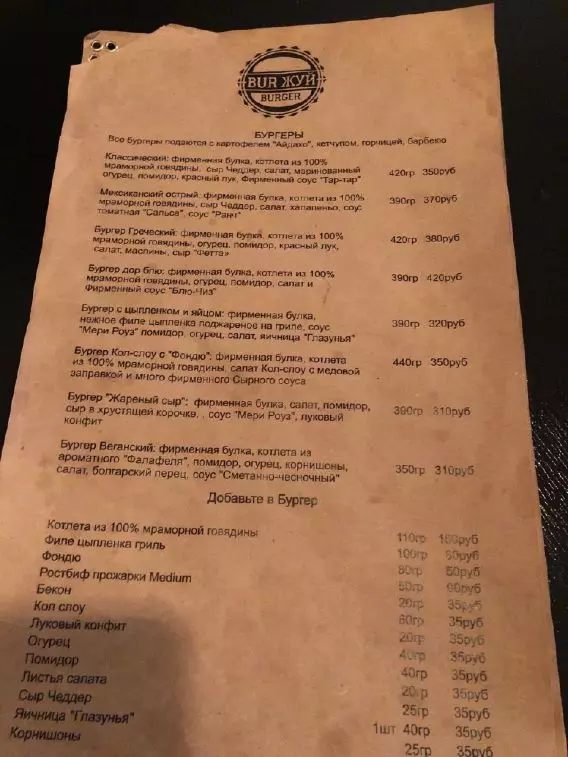 BUR ЖУЙ
BURGER
БУРГЕРЫ
Все бургеры подаются с картофелем "Айдахо", кетчупом, горчицей, барбекю
Классический: фирменная булка, котлета из 100%
мраморной говядины, сыр Чеддер, салат, маринованный
огурец, помидор, красный лук, Фирменный соус "Тар-тар"
420гр 350руб
Мексиканский острый: фирменная булка, котлета из 100%
мраморной говядины, сыр Чеддер, салат, халапеньо, соус
томатная "Сальса", соус "Ранч"
390гр 370руб
Бургер Греческий: фирменная булка, котлета из 100%
мраморной говядины, огурец, помидор, красный лук,
салат, маслины, сыр "Фетта»
420гр 380руб
Бургер дор блю: фирменная булка, котлета из 100%
мраморной говядины, огурец, помидор, салат и
Фирменный соус "Блю-Чиз"
390гр 420руб
Бургер с цыпленком и яйцом: фирменная булка,
нежное филе цыпленка поджареное на гриле, соус
"Мери Роуз" помидор, огурец, салат, яичница "Глазунья"
390гр 320руб
Бургер Кол-слоу с "Фондю": фирменная булка, котлета
из 100% мраморной говядины, салат Кол-слоу с медовой
заправкой и много фирменного Сырного соуса
440гр 350руб
Бургер "Жареный сыр": фирменная булка, салат, помидор,
сыр в хрустящей корочке, , соус "Мери Роуз", луковый
конфит
390гр 310руб
Бургер Веганский: фирменная булка, котлета из
ароматного "Фалафеля", помидор, огурец, корнишоны,
салат, болгарский перец, соус "Сметанно-чесночный"
350гр 310руб
Добавьте в Бургер
Котлета из 100% мраморной говядины
110гр
Филе цыпленка гриль
100гр
Фондю
50руб
Ростбиф прожарки Medium
50гр
Бекон
20гр 35руб
Кол слоу
60гр 35руб
Луковый конфит
20гр 35руб
Огурец
40гр 35руб
Помидор
40гр 35руб
Листья салата
20гр 35руб
Сыр Чеддер
25гр 35руб
Яичница "Глазунья"
1шт 40гр 35руб
Корнишоны
25гр 35руб